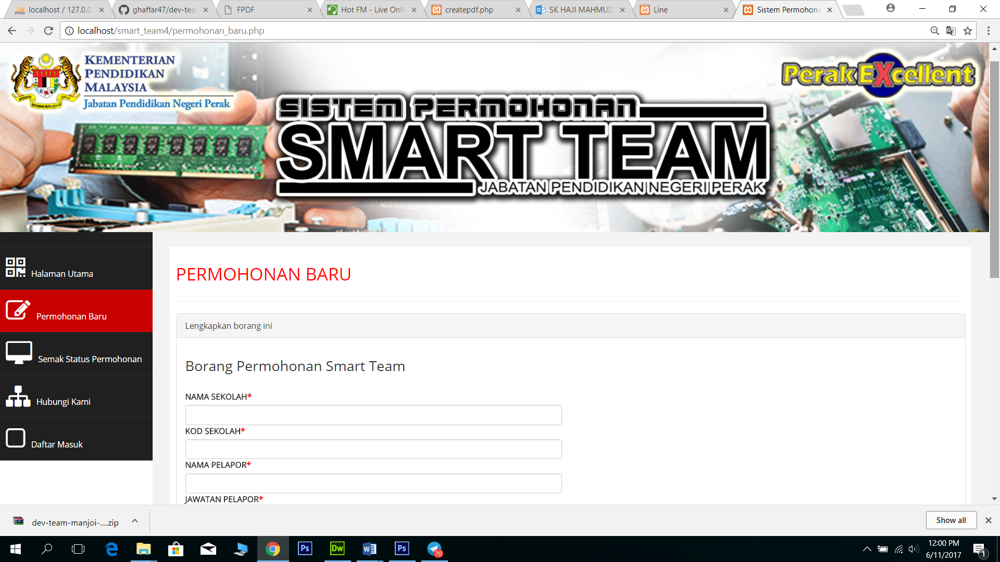 localhost / 127.0.0
ghaffar47/dev-tea
FPDF
Hot FM - Live Onli
createpdf.php
SK HAJI MAHMUD
Line
Sistem Permohona
localhost/smart_team4/permohonan_baru.php
KEMENTERIAN
PENDIDIKAN
MALAYSIA
Jabatan Pendidikan Negeri Perak
PerakEXcellent
SISTEM PERMOHONAN
SMART TEAM
JABATAN PENDIDIKAN NEGERI PERAK
Halaman Utama
Permohonan Baru
Semak Status Permohonan
Hubungi Kami
Daftar Masuk
PERMOHONAN BARU
Lengkapkan borang ini
Borang Permohonan Smart Team
NAMA SEKOLAH*
KOD SEKOLAH*
NAMA PELAPOR*
JAWATAN PELAPOR*
dev-team-manjoi-....zip
Show all
Ps
Dw
Ps
70
12:00 PM
6/11/2017
1